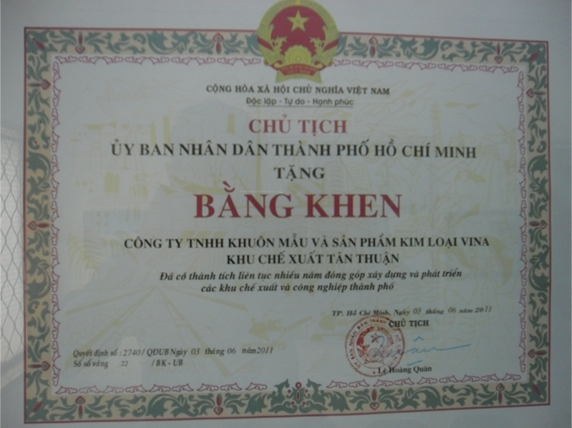 CỘNG HÒA XÃ HỘI CHỦ NGHĨA VIỆT NAM
Độc lập - Tự do - Hạnh phúc
CHỦ TỊCH
ỦY BAN NHÂN DÂN THÀNH PHỐ HỒ CHÍ MINH
TẶNG
BẰNG KHEN
CÔNG TY TNHH KHUÔN MẪU VÀ SẢN PHẨM KIM LOẠI VINA
KHU CHẾ XUẤT TÂN THUẬN
Đã có thành tích liên tục nhiều năm đóng góp xây dựng và phát triển
các khu chế xuất và công nghiệp thành phố
TP. Hồ Chí Minh, Ngày 03 tháng 06 năm 2011
CHỦ TỊCH
Quyết định số : 2740/ QĐUB Ngày 03 tháng 06 năm 2011
Số sổ vàng 22 / BK - UB
Lê Hoàng Quân